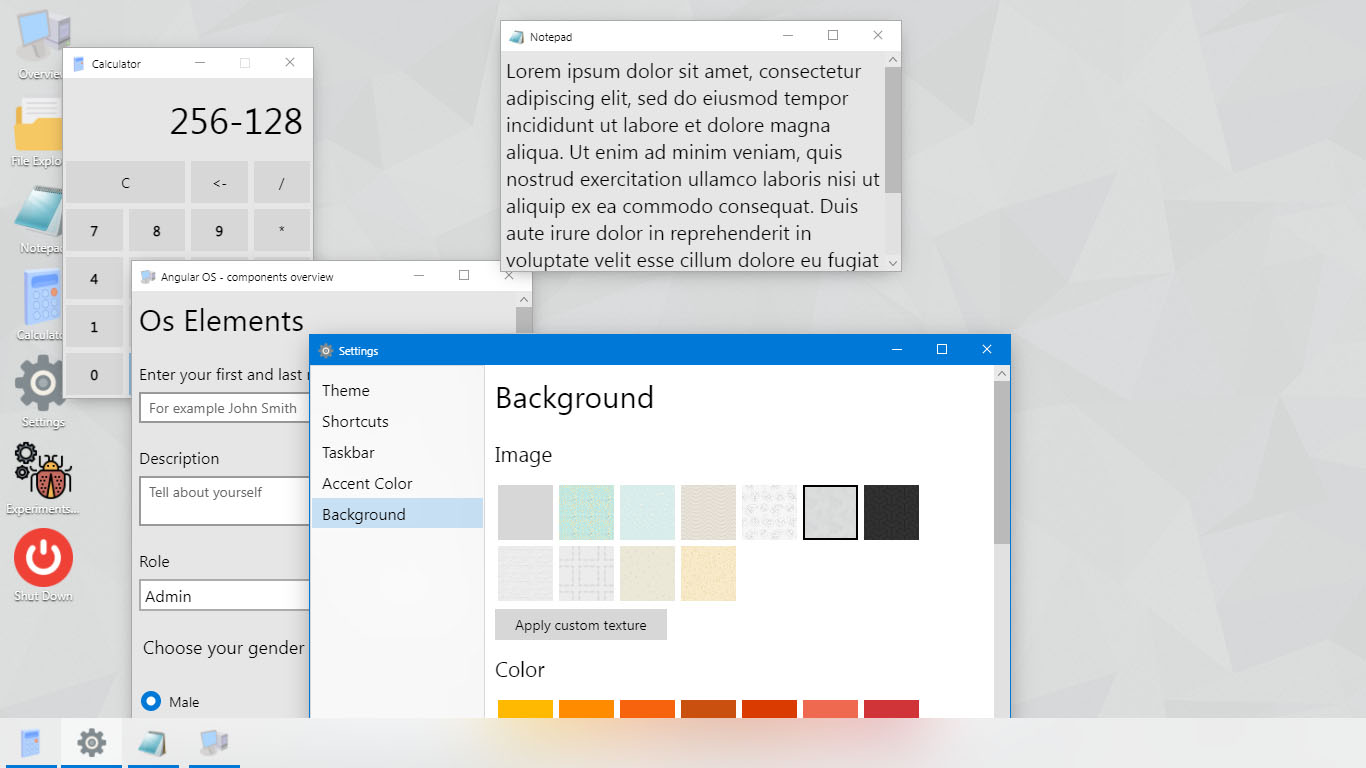 Overvie
File Explo
Notepa
Calculato
Settings
Experiments...
Shut Down
Calculator
256-128
C <- /
7 8 9 *
4
1
0
Angular OS - components overview
Os Elements
Enter your first and last
For example John Smith
Description
Tell about yourself
Role
Admin
Choose your gender
Male
Notepad
Lorem ipsum dolor sit amet, consectetur
adipiscing elit, sed do eiusmod tempor
incididunt ut labore et dolore magna
aliqua. Ut enim ad minim veniam, quis
nostrud exercitation ullamco laboris nisi ut
aliquip ex ea commodo consequat. Duis
aute irure dolor in reprehenderit in
voluptate velit esse cillum dolore eu fugiat
Settings
Theme
Shortcuts
Taskbar
Accent Color
Background
Background
Image
Apply custom texture
Color